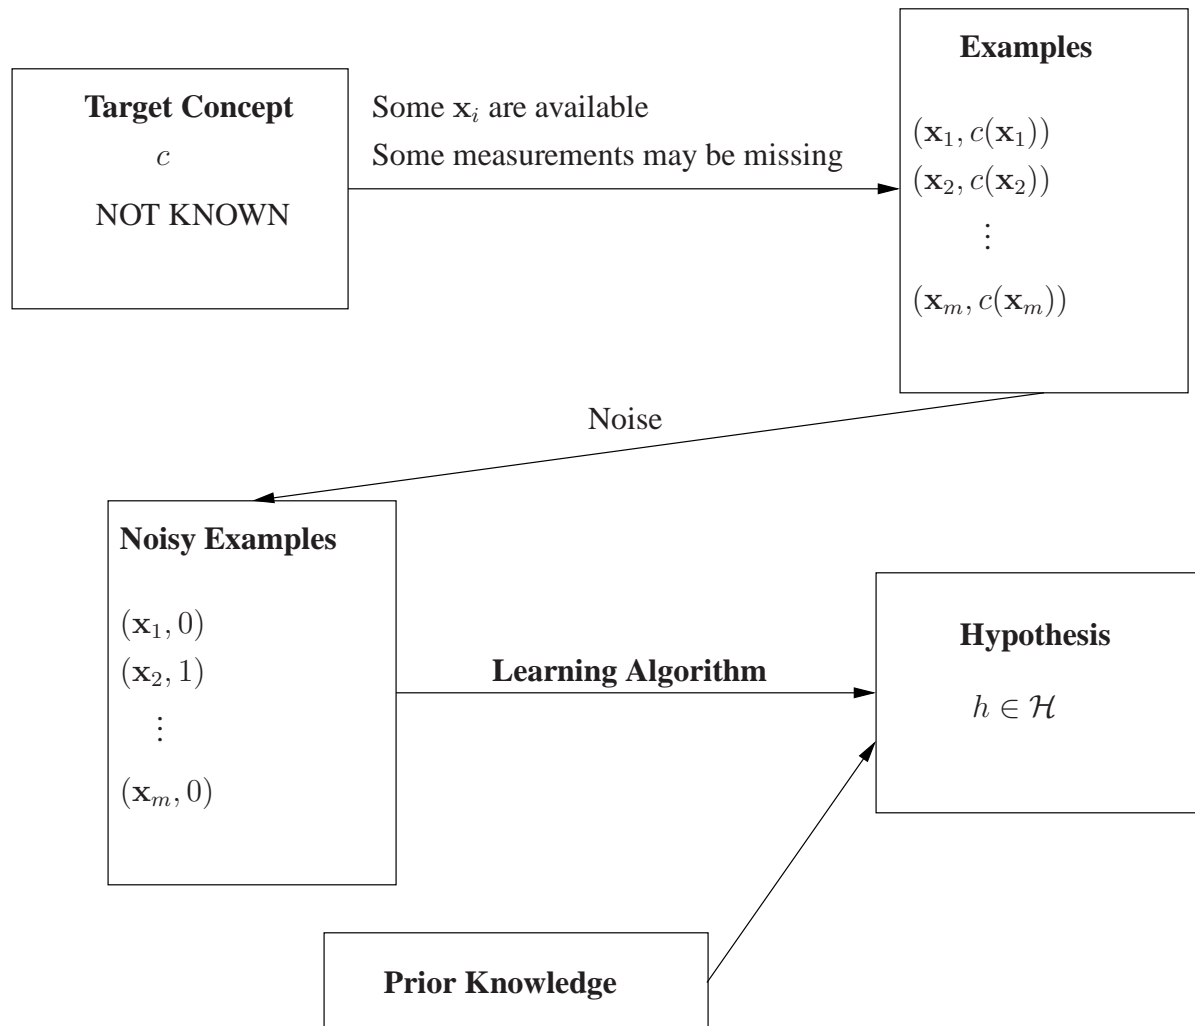 Target Concept
c
NOT KNOWN
Some x_i are available
Some measurements may be missing
Examples
(x_1, c(x_1))
(x_2, c(x_2))
⋮
(x_m, c(x_m))
Noise
Noisy Examples
(x_1, 0)
(x_2, 1)
⋮
(x_m, 0)
Learning Algorithm
Hypothesis
h ∈ ℋ
Prior Knowledge